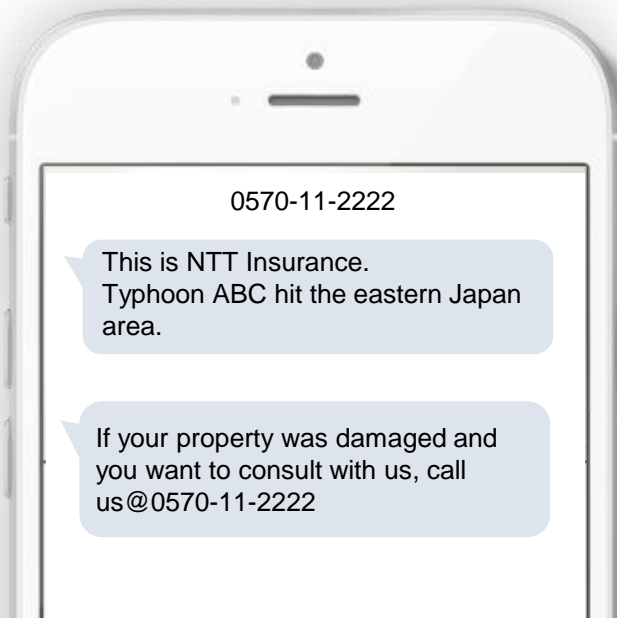 0570-11-2222
This is NTT Insurance.
Typhoon ABC hit the eastern Japan
area.
If your property was damaged and
you want to consult with us, call
us@0570-11-2222